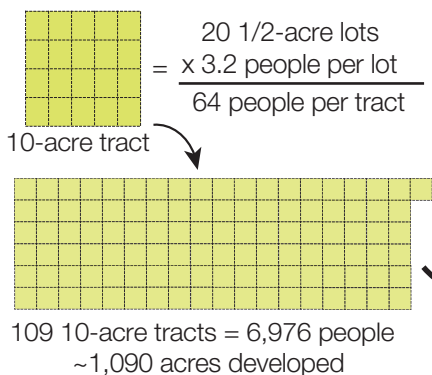 20 1/2-acre lots
= x 3.2 people per lot
64 people per tract
10-acre tract
109 10-acre tracts = 6,976 people
~1,090 acres developed